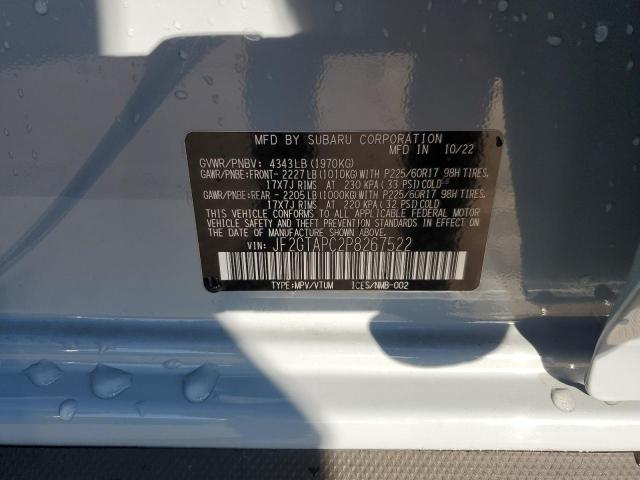 MFD BY SUBARU CORPORATION 10/22
GVWR/PNBV: 4343LB (1970KG)
GAWR/PNBE:FRONT- 2227LB(1010KG)WITH P225/60R17 98H TIRES,
17X7J RIMS AT 230 KPA (33 PSI)COLD
GAWR/PNGE:REAR - 2205LB(1000KG)WITH P225/60R17 98H TIRES,
17X7J RIMS AT 220 KPA (32 PSI)COLD
THIS VEHICLE CONFORMS TO ALL APPLICABLE FEDERAL MOTOR
VEHICLE SAFETY AND THEFT PREVENTION STANDARDS IN EFFECT ON
THE DATE OF MANUFACTURE SHOWN ABOVE.
VIN: JF2GTAPC2P8267522
TYPE:MPV/VTUM ICES/NMB-002